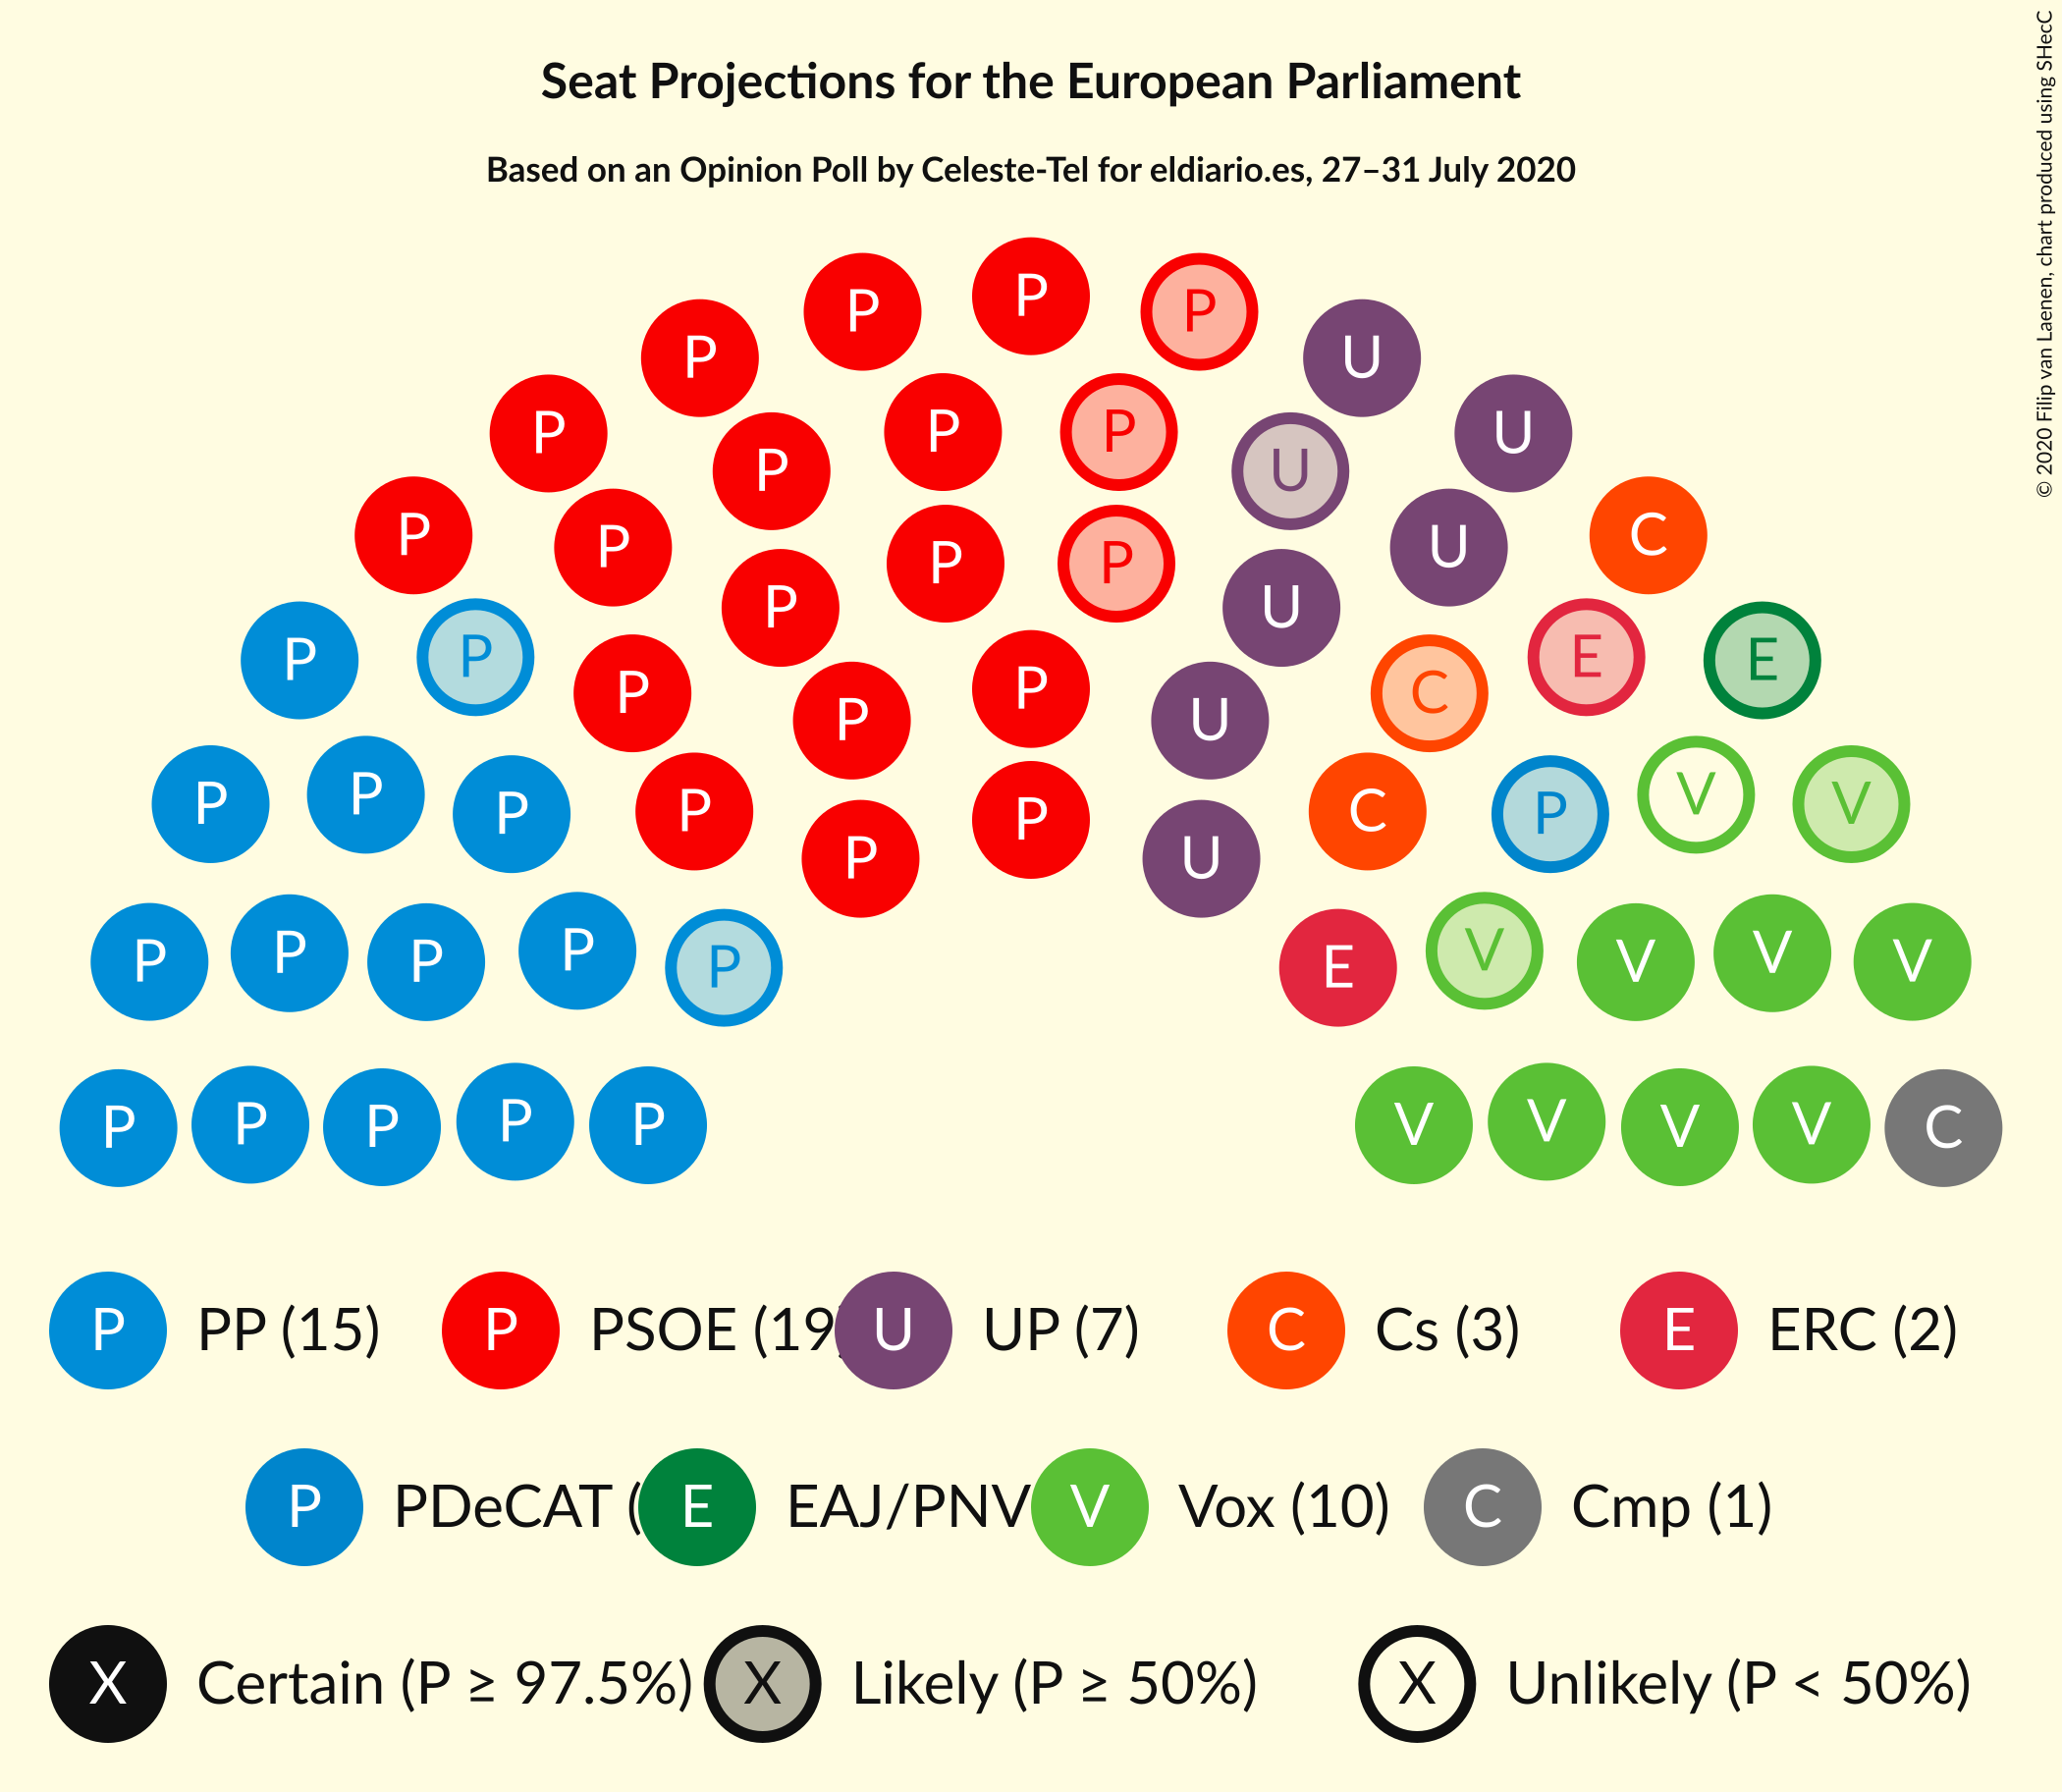 Seat Projections for the European Parliament
Based on an Opinion Poll by Celeste-Tel for eldiario.es, 27–31 July 2020
© 2020 Filip van Laenen, chart produced using SHecC
P
P P
P U
P P P U
P U
P C
P P P U
P U
P P E E
P P C
P U
P P P P P C P V V
P U
P P P P P E V V V V
P P P P P V V V V C
P PP (15) P PSOE (19 U UP (7) C Cs (3) E ERC (2)
P PDeCAT ( E EAJ/PNV V Vox (10) C Cmp (1)
X Certain (P ≥ 97.5%) X Likely (P ≥ 50%) X Unlikely (P < 50%)